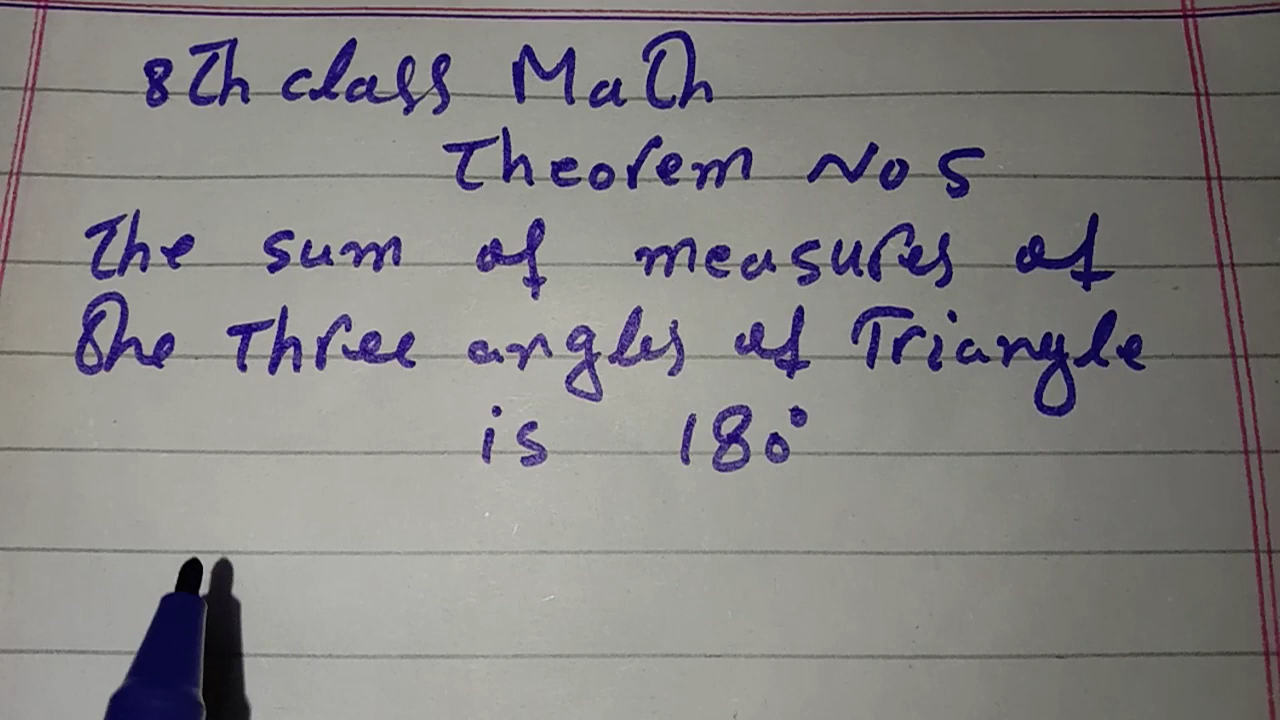 8Th class Math
Theorem No 5
The sum of measures of
the Three angles of Triangle
is 180°